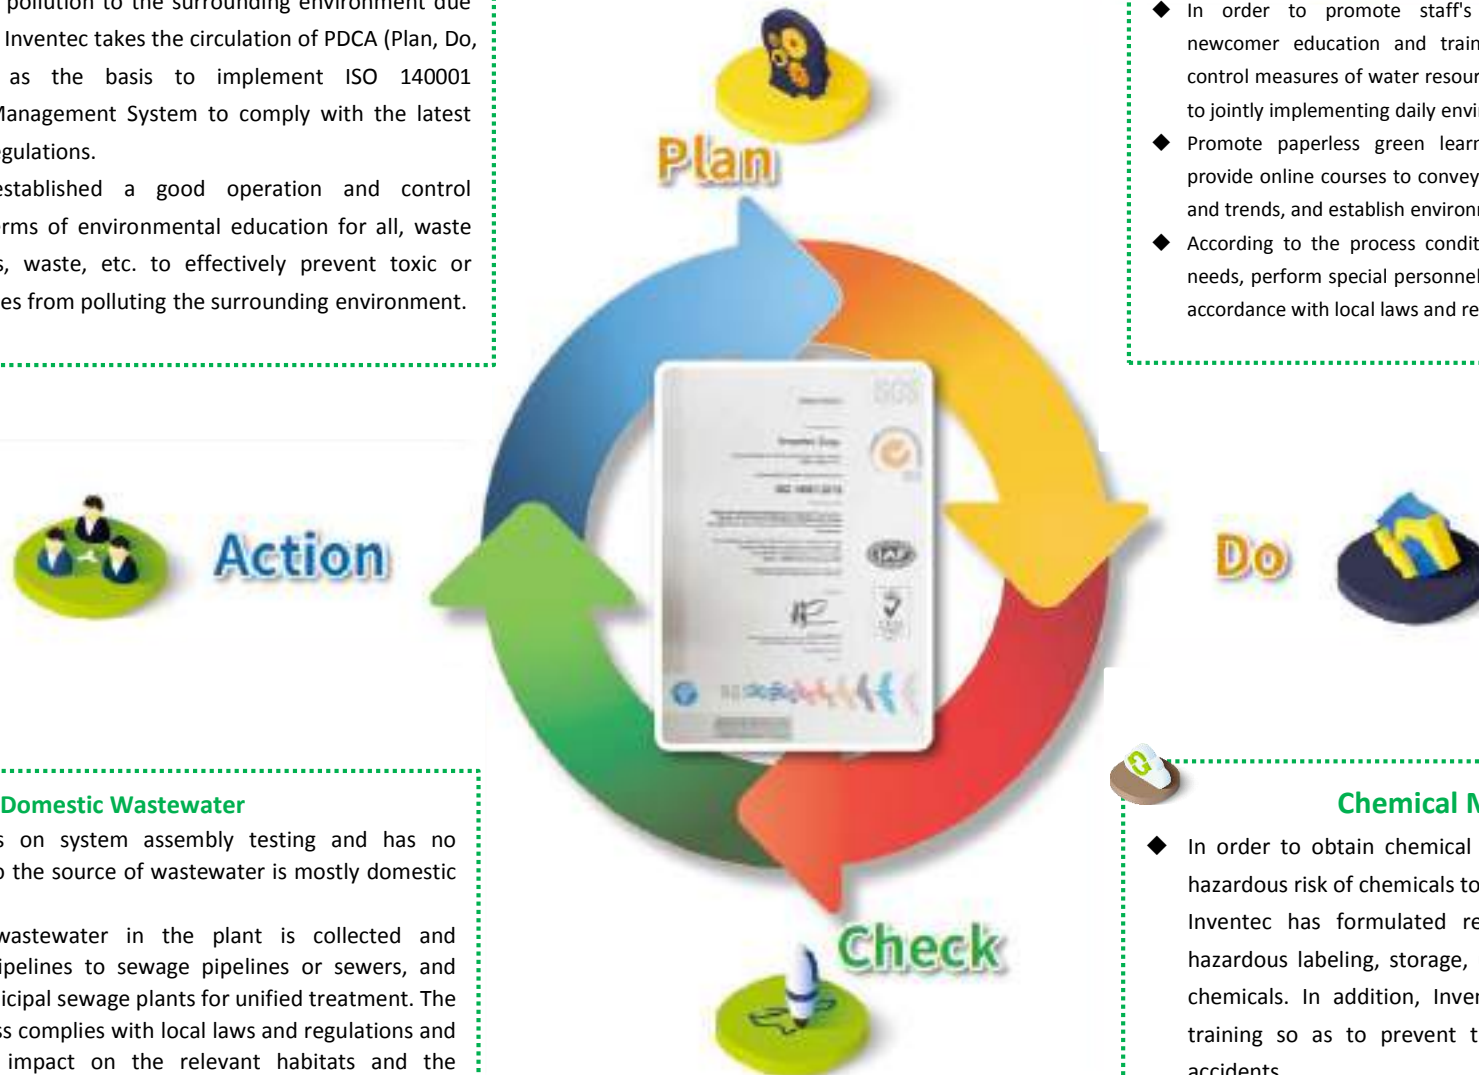 pollution to the surrounding environment due
Inventec takes the circulation of PDCA (Plan, Do,
as the basis to implement ISO 140001
Management System to comply with the latest
regulations.
established a good operation and control
terms of environmental education for all, waste
waste, etc. to effectively prevent toxic or
from polluting the surrounding environment.
◆ In order to promote staff's
newcomer education and train
control measures of water resour
to jointly implementing daily envi
◆ Promote paperless green learn
provide online courses to convey
and trends, and establish environ
◆ According to the process condit
needs, perform special personnel
accordance with local laws and re
Plan
SGS
Inventec Corp
IAF
Action
Do
Check
Domestic Wastewater
on system assembly testing and has no
the source of wastewater is mostly domestic
wastewater in the plant is collected and
pipelines to sewage pipelines or sewers, and
municipal sewage plants for unified treatment. The
complies with local laws and regulations and
impact on the relevant habitats and the
Chemical M
◆ In order to obtain chemical
hazardous risk of chemicals to
Inventec has formulated re
hazardous labeling, storage,
chemicals. In addition, Inven
training so as to prevent t
accidents.